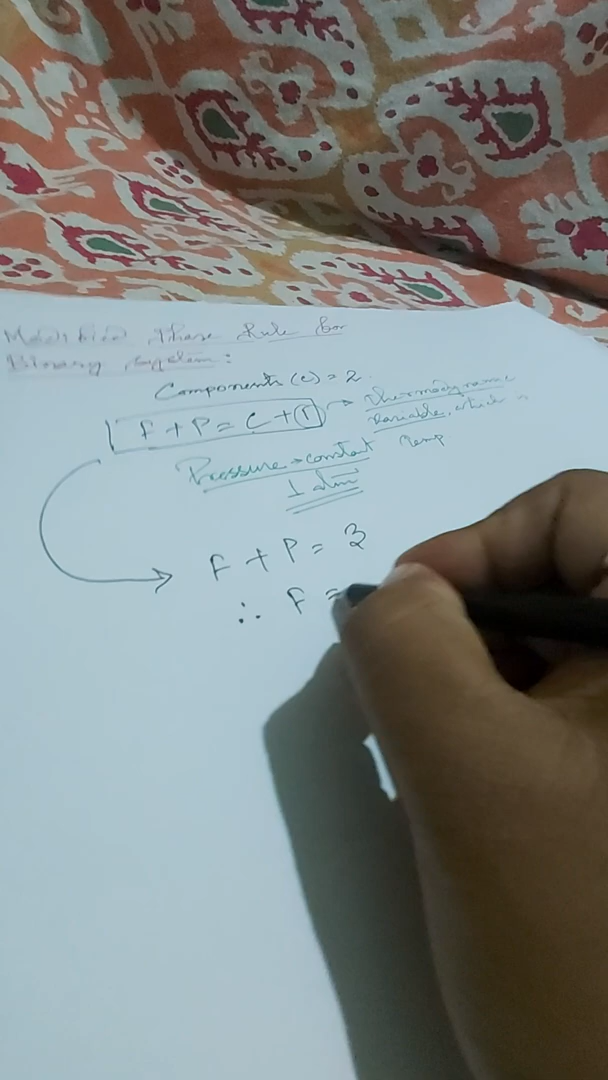 Modified Phase Rule for
Binary System:
Components (C) = 2.
F + P = C + 1 → Thermodynamic
variable, which is
Temp.
Pressure → constant
1 atm
F + P = 3
∴ F =